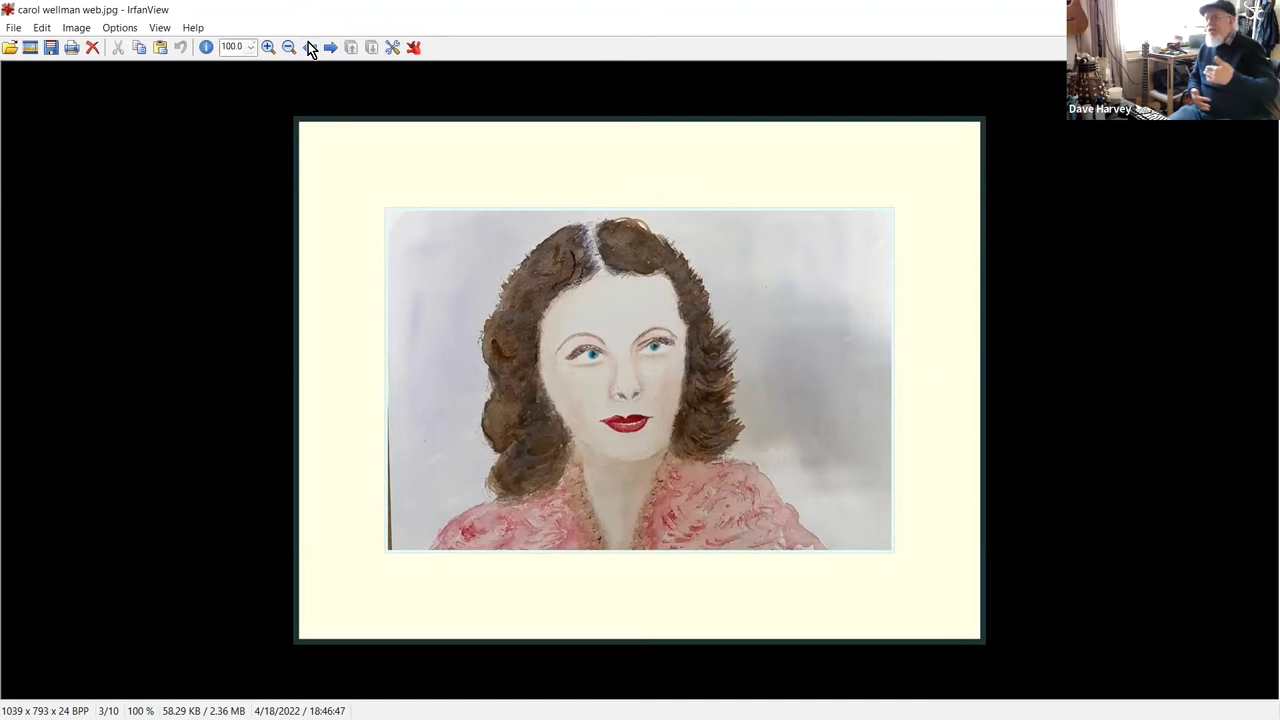 carol wellman web.jpg - IrfanView
File Edit Image Options View Help
100.0
Dave Harvey
1039 x 793 x 24 BPP 3/10 100 % 58.29 KB / 2.36 MB 4/18/2022 / 18:46:47